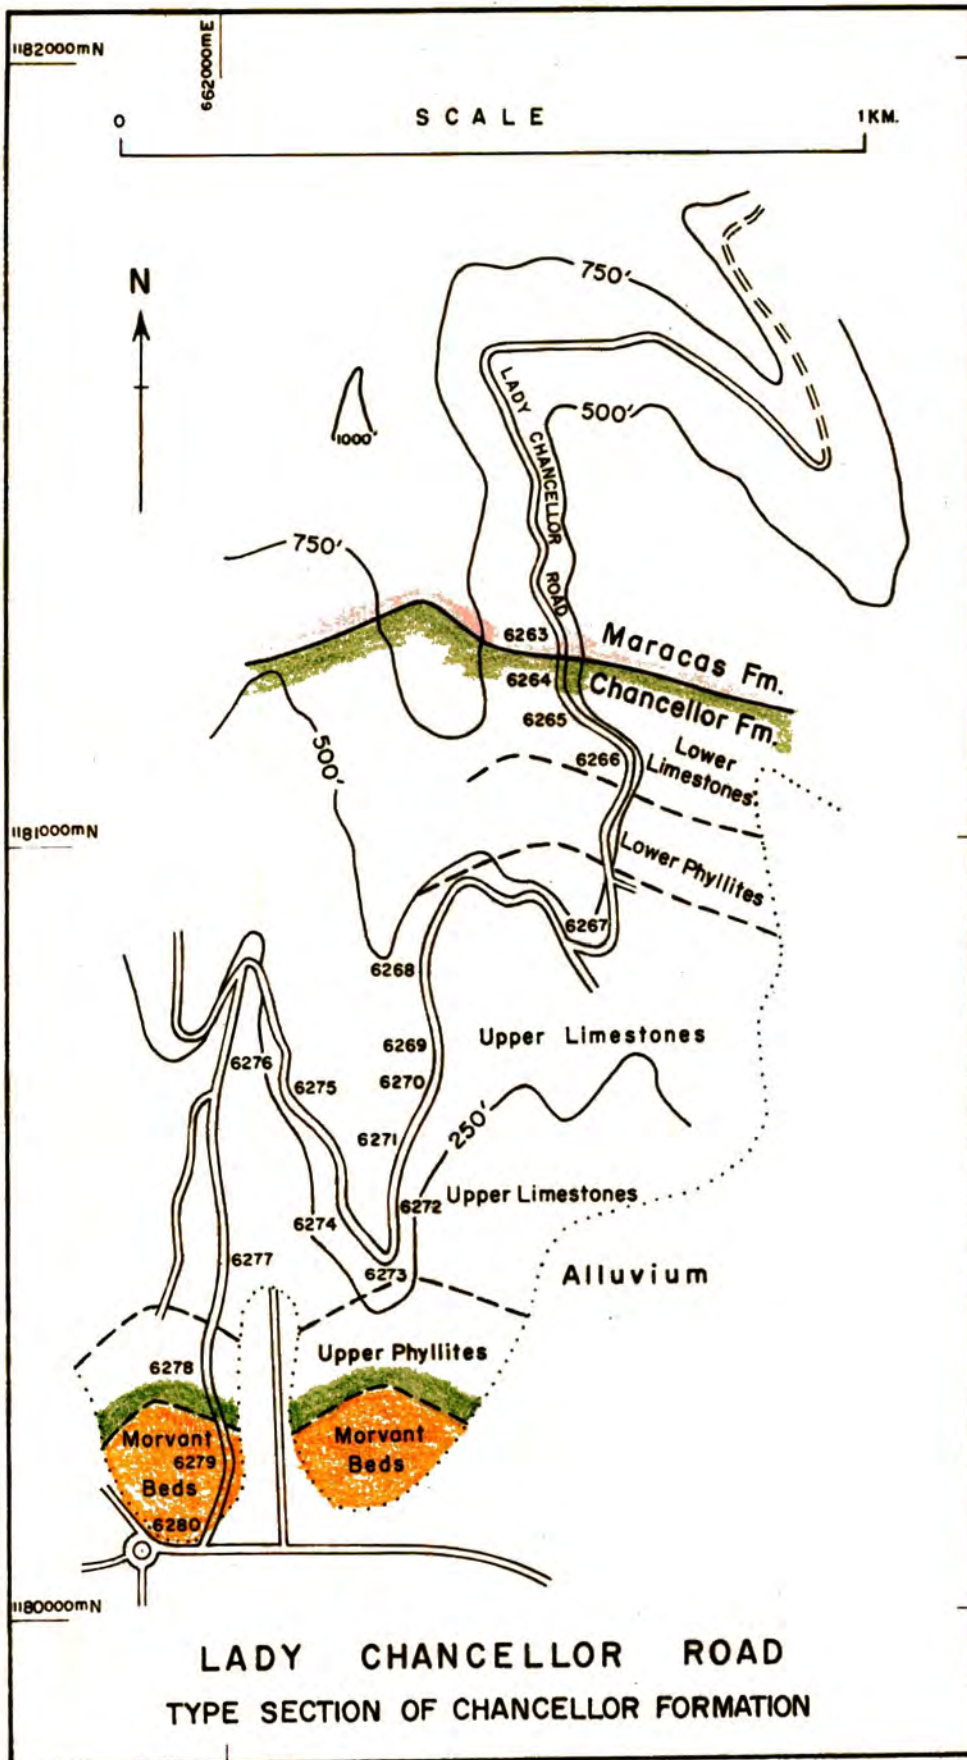 1182000mN
662000mE
SCALE
0
1 KM.
N
750'
1000'
500'
LADY CHANCELLOR ROAD
750'
6263
Maracas Fm.
6264
Chancellor Fm.
6265
500'
6266
Lower
Limestones
1181000mN
Lower Phyllites
6267
6268
6269
Upper Limestones
6276
6275
6270
250'
6271
6272
Upper Limestones
6274
6277
6273
Alluvium
Upper Phyllites
6278
Morvant
Beds
6279
Morvant
Beds
6280
1180000mN
LADY CHANCELLOR ROAD
TYPE SECTION OF CHANCELLOR FORMATION